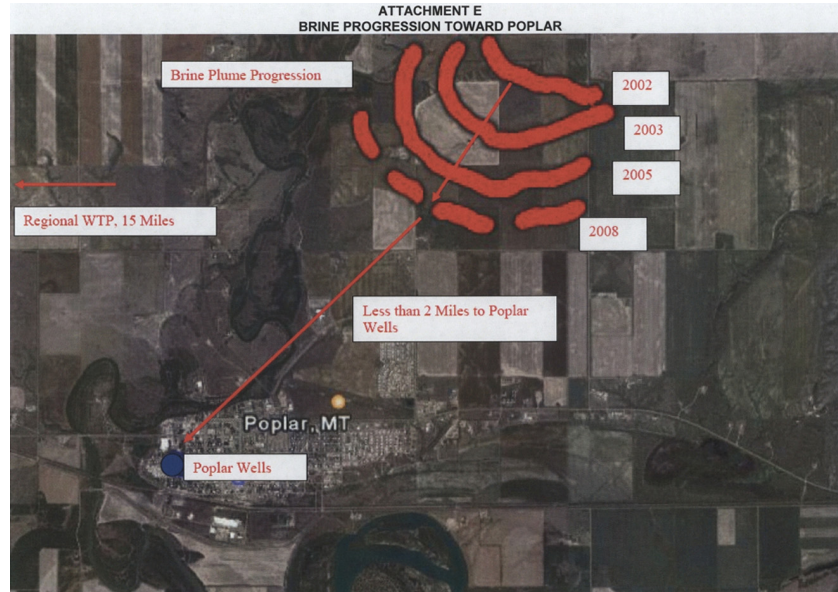 ATTACHMENT E
BRINE PROGRESSION TOWARD POPLAR
Brine Plume Progression
2002
2003
2005
2008
Regional WTP, 15 Miles
Less than 2 Miles to Poplar
Wells
Poplar, MT
Poplar Wells